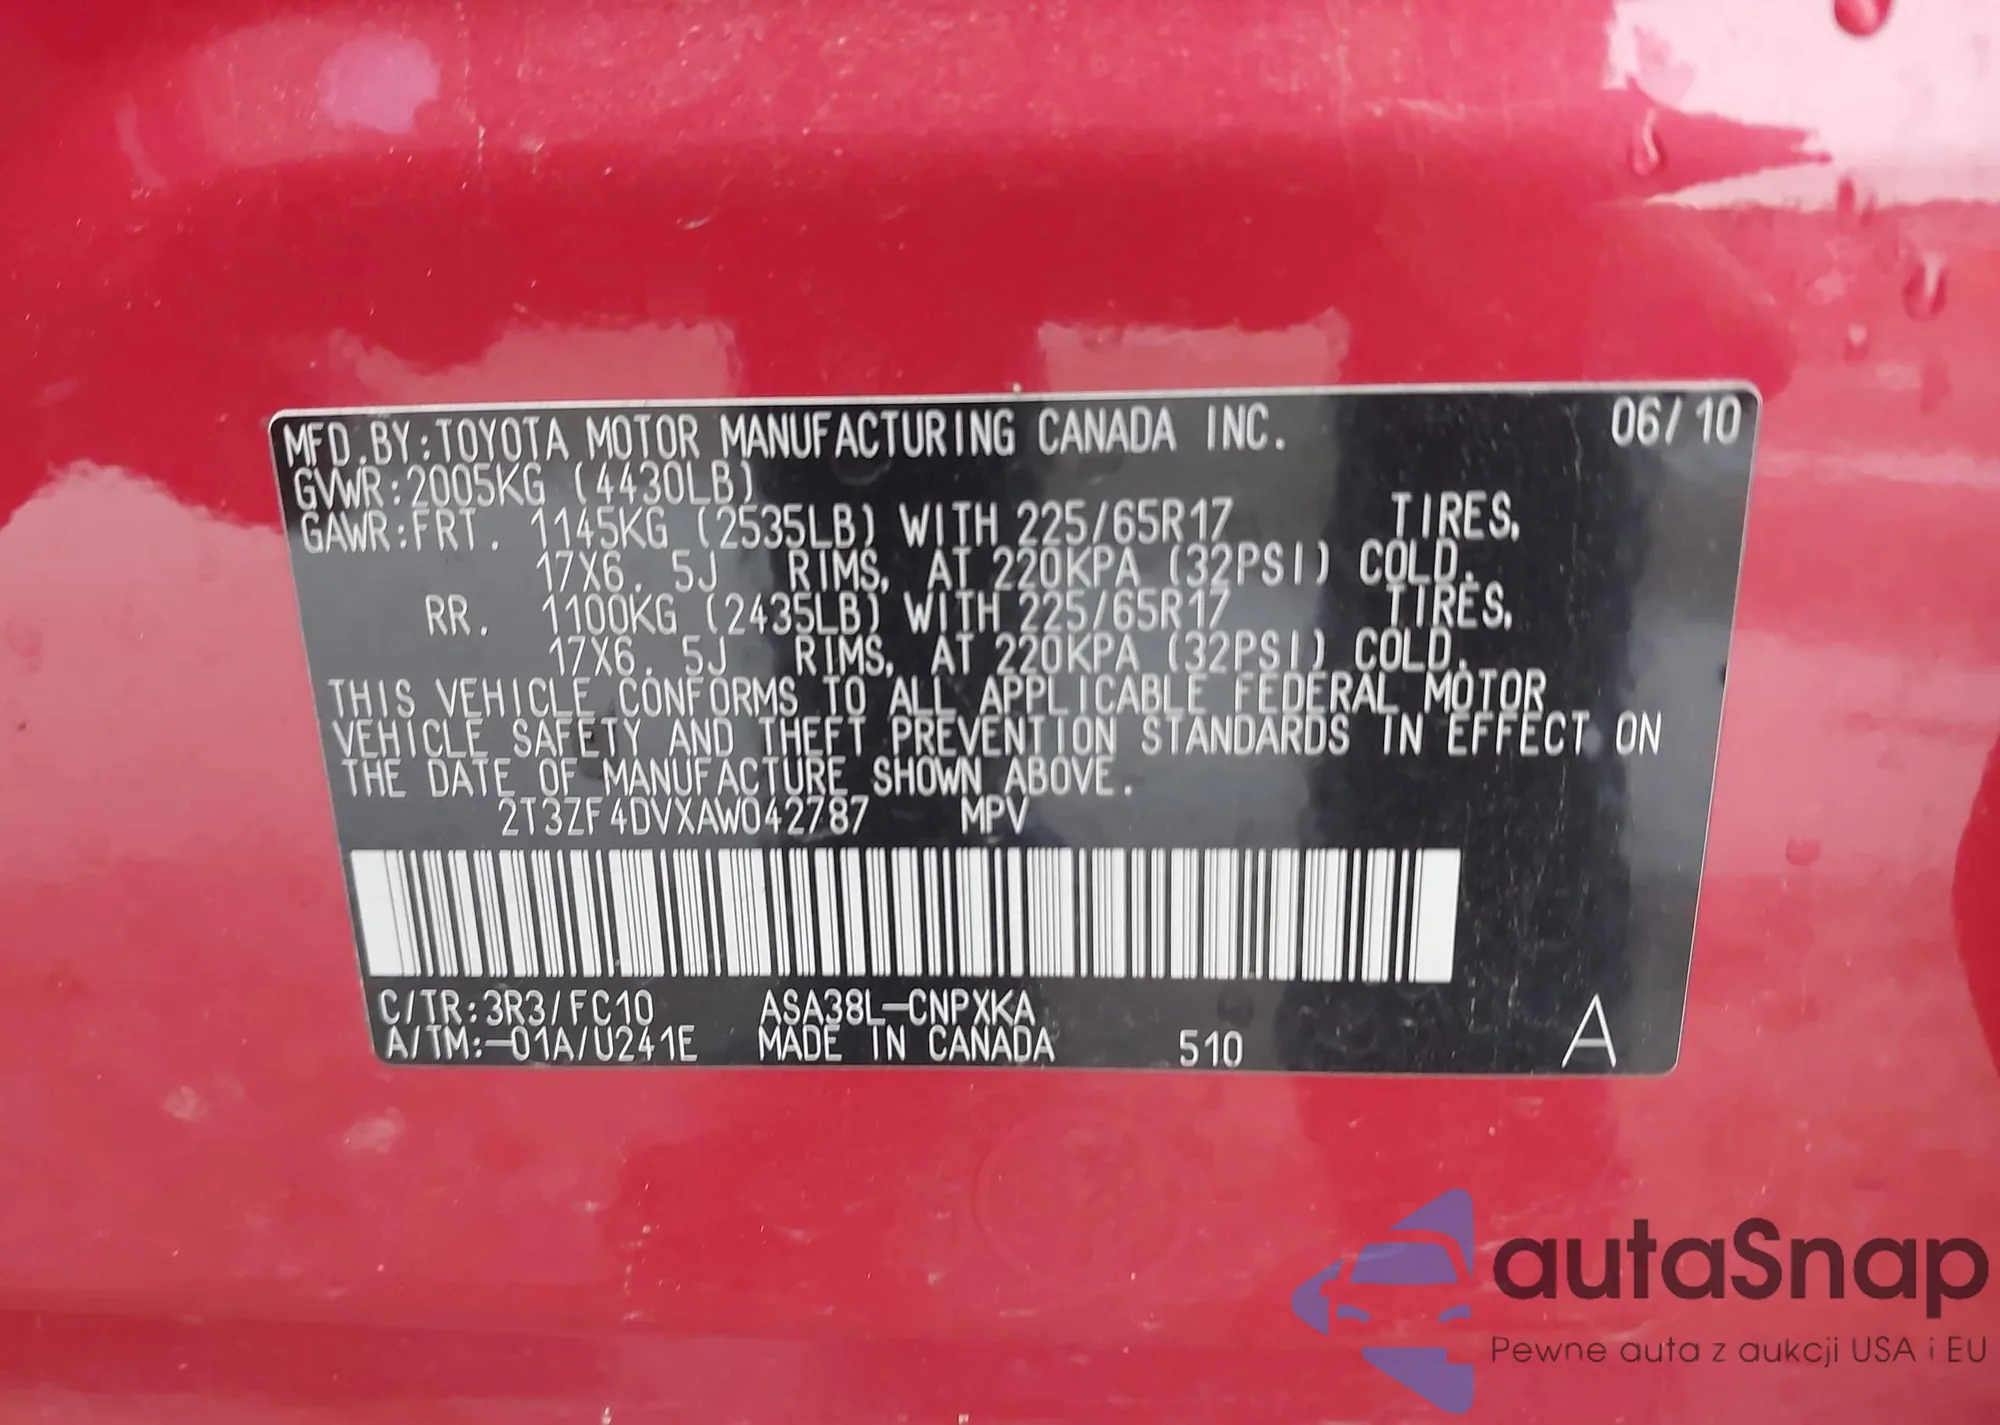 MFD.BY:TOYOTA MOTOR MANUFACTURING CANADA INC. 06/10
GVWR:2005KG (4430LB)
GAWR:FRT. 1145KG (2535LB) WITH 225/65R17 TIRES,
17X6.5J RIMS, AT 220KPA (32PSI) COLD.
RR. 1100KG (2435LB) WITH 225/65R17 TIRES,
17X6.5J RIMS, AT 220KPA (32PSI) COLD.
THIS VEHICLE CONFORMS TO ALL APPLICABLE FEDERAL MOTOR
VEHICLE SAFETY AND THEFT PREVENTION STANDARDS IN EFFECT ON
THE DATE OF MANUFACTURE SHOWN ABOVE.
2T3ZF4DVXAW042787 MPV
C/TR:3R3/FC10 ASA38L-CNPXKA
A/TM:-01A/U241E MADE IN CANADA 510 A
autaSnap
Pewne auta z aukcji USA i EU